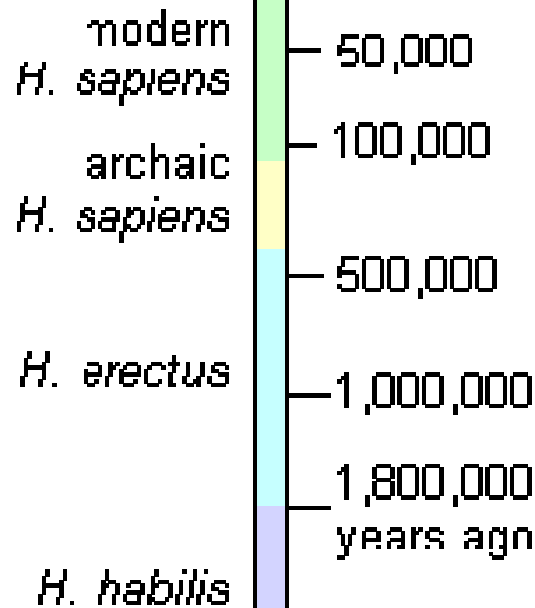 modern
H. sapiens
50,000
100,000
archaic
H. sapiens
500,000
H. erectus
1,000,000
1,800,000
years ago
H. habilis